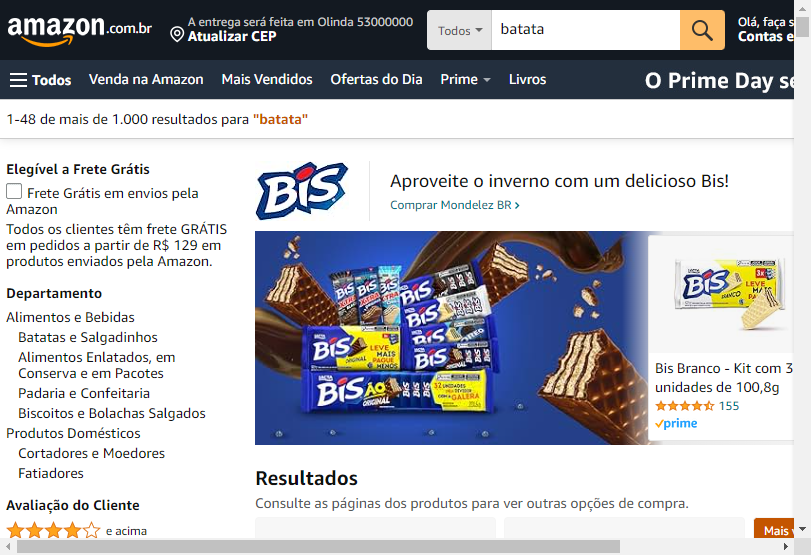 amazon.com.br
A entrega será feita em Olinda 53000000
Atualizar CEP
Todos
batata
Olá, faça s
Contas e
Todos
Venda na Amazon
Mais Vendidos
Ofertas do Dia
Prime
Livros
O Prime Day se
1-48 de mais de 1.000 resultados para "batata"
Elegível a Frete Grátis
Frete Grátis em envios pela
Amazon
Todos os clientes têm frete GRÁTIS
em pedidos a partir de R$ 129 em
produtos enviados pela Amazon.
Departamento
Alimentos e Bebidas
Batatas e Salgadinhos
Alimentos Enlatados, em
Conserva e em Pacotes
Padaria e Confeitaria
Biscoitos e Bolachas Salgados
Produtos Domésticos
Cortadores e Moedores
Fatiadores
Avaliação do Cliente
e acima
BIS
Aproveite o inverno com um delicioso Bis!
Comprar Mondelez BR
XTRA
BIS
BIS
BIS
OREO
BIS
ORIGINAL
LEVE
MAIS
PAGUE
MENOS
BIS
ORIGINAL
BISÃO
ORIGINAL
32 UNIDADES
GALERA
BIS
BRANCO
3x
LEVE
MAIS
Bis Branco - Kit com 3
unidades de 100,8g
155
prime
Resultados
Consulte as páginas dos produtos para ver outras opções de compra.
Mais v